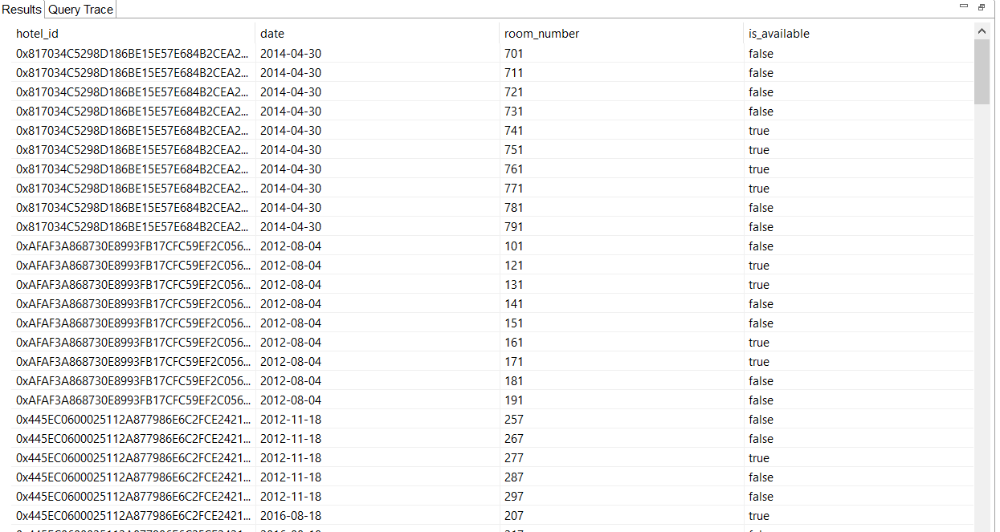 Results Query Trace
hotel_id date room_number is_available
0x817034C5298D186BE15E57E684B2CEA2... 2014-04-30 701 false
0x817034C5298D186BE15E57E684B2CEA2... 2014-04-30 711 false
0x817034C5298D186BE15E57E684B2CEA2... 2014-04-30 721 false
0x817034C5298D186BE15E57E684B2CEA2... 2014-04-30 731 false
0x817034C5298D186BE15E57E684B2CEA2... 2014-04-30 741 true
0x817034C5298D186BE15E57E684B2CEA2... 2014-04-30 751 true
0x817034C5298D186BE15E57E684B2CEA2... 2014-04-30 761 true
0x817034C5298D186BE15E57E684B2CEA2... 2014-04-30 771 true
0x817034C5298D186BE15E57E684B2CEA2... 2014-04-30 781 false
0x817034C5298D186BE15E57E684B2CEA2... 2014-04-30 791 false
0xAFAF3A868730E8993FB17CFC59EF2C056... 2012-08-04 101 false
0xAFAF3A868730E8993FB17CFC59EF2C056... 2012-08-04 121 true
0xAFAF3A868730E8993FB17CFC59EF2C056... 2012-08-04 131 true
0xAFAF3A868730E8993FB17CFC59EF2C056... 2012-08-04 141 false
0xAFAF3A868730E8993FB17CFC59EF2C056... 2012-08-04 151 false
0xAFAF3A868730E8993FB17CFC59EF2C056... 2012-08-04 161 true
0xAFAF3A868730E8993FB17CFC59EF2C056... 2012-08-04 171 true
0xAFAF3A868730E8993FB17CFC59EF2C056... 2012-08-04 181 false
0xAFAF3A868730E8993FB17CFC59EF2C056... 2012-08-04 191 false
0x445EC0600025112A877986E6C2FCE2421... 2012-11-18 257 false
0x445EC0600025112A877986E6C2FCE2421... 2012-11-18 267 false
0x445EC0600025112A877986E6C2FCE2421... 2012-11-18 277 true
0x445EC0600025112A877986E6C2FCE2421... 2012-11-18 287 false
0x445EC0600025112A877986E6C2FCE2421... 2012-11-18 297 false
0x445EC0600025112A877986E6C2FCE2421... 2016-08-18 207 true